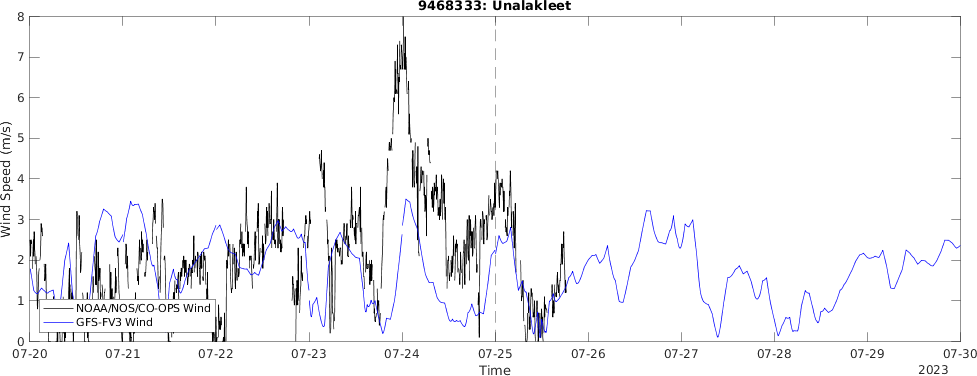 9468333: Unalakleet
8
7
6
5
4
3
2
1
0
Wind Speed (m/s)
NOAA/NOS/CO-OPS Wind
GFS-FV3 Wind
07-20 07-21 07-22 07-23 07-24 07-25 07-26 07-27 07-28 07-29 07-30
Time
2023